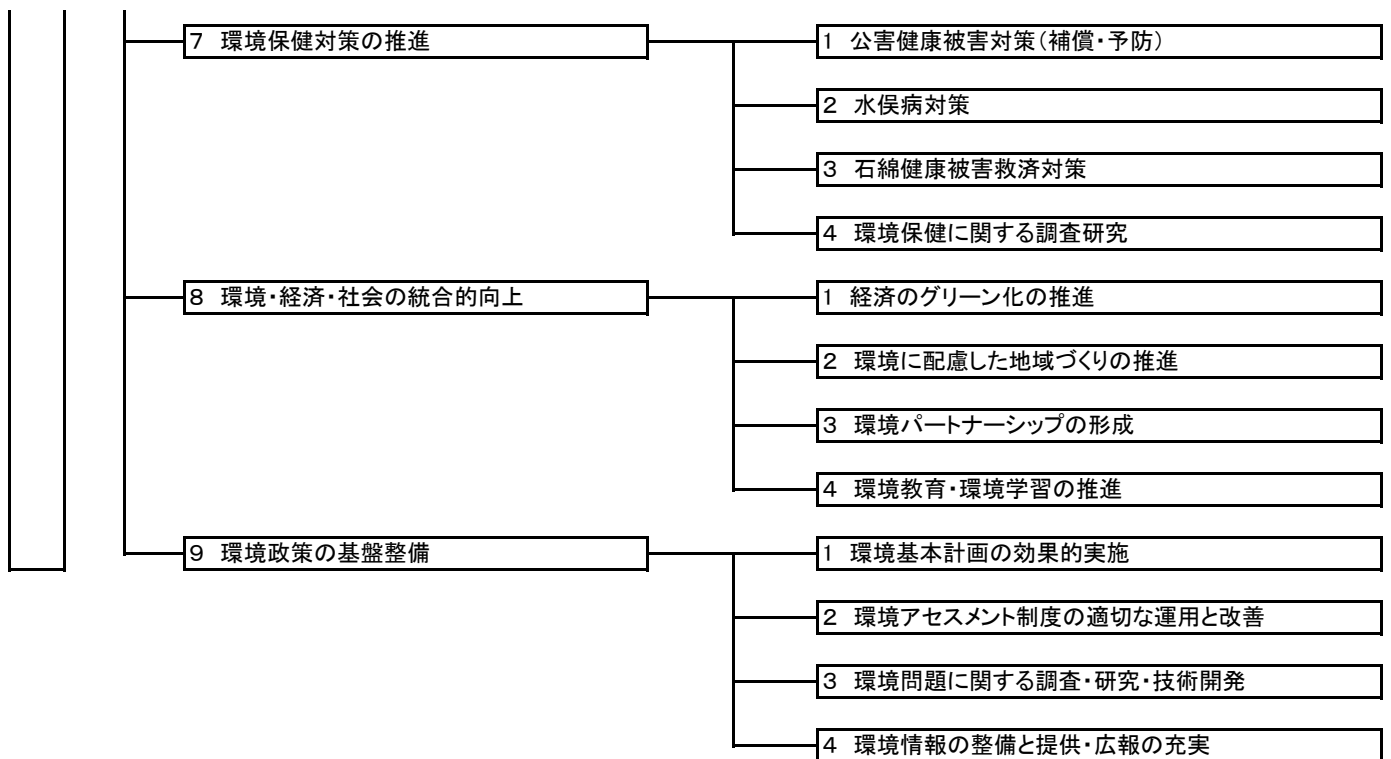 7 環境保健対策の推進
1 公害健康被害対策(補償・予防)
2 水俣病対策
3 石綿健康被害救済対策
4 環境保健に関する調査研究
8 環境・経済・社会の統合的向上
1 経済のグリーン化の推進
2 環境に配慮した地域づくりの推進
3 環境パートナーシップの形成
4 環境教育・環境学習の推進
9 環境政策の基盤整備
1 環境基本計画の効果的実施
2 環境アセスメント制度の適切な運用と改善
3 環境問題に関する調査・研究・技術開発
4 環境情報の整備と提供・広報の充実